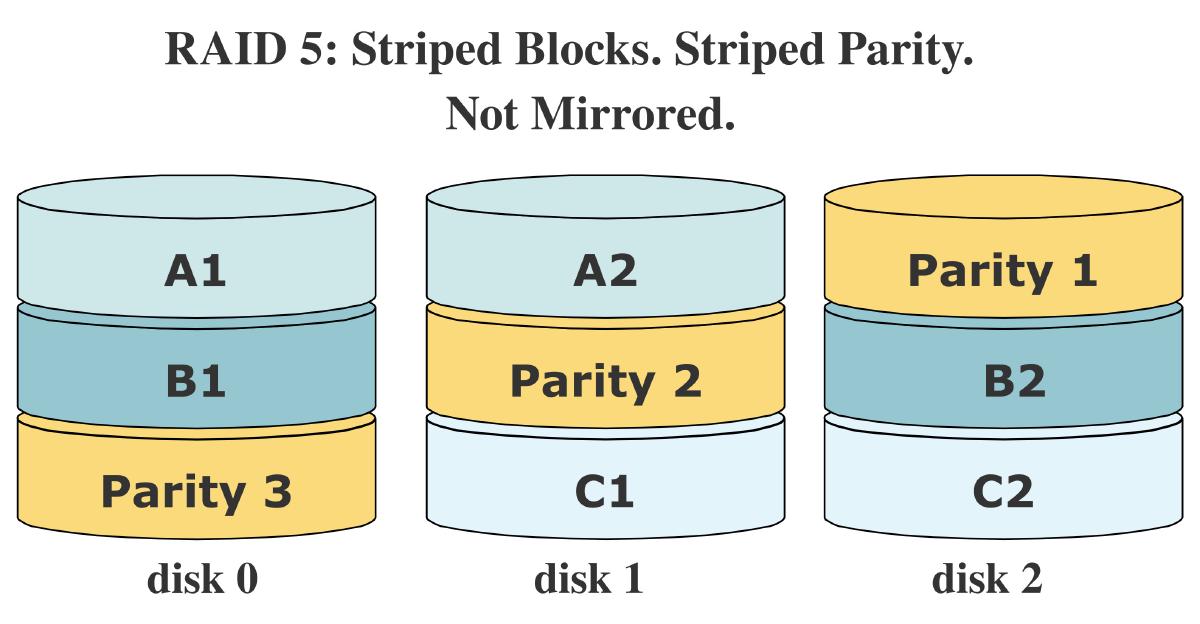 RAID 5: Striped Blocks. Striped Parity.
Not Mirrored.
A1
A2
Parity 1
B1
Parity 2
B2
Parity 3
C1
C2
disk 0
disk 1
disk 2